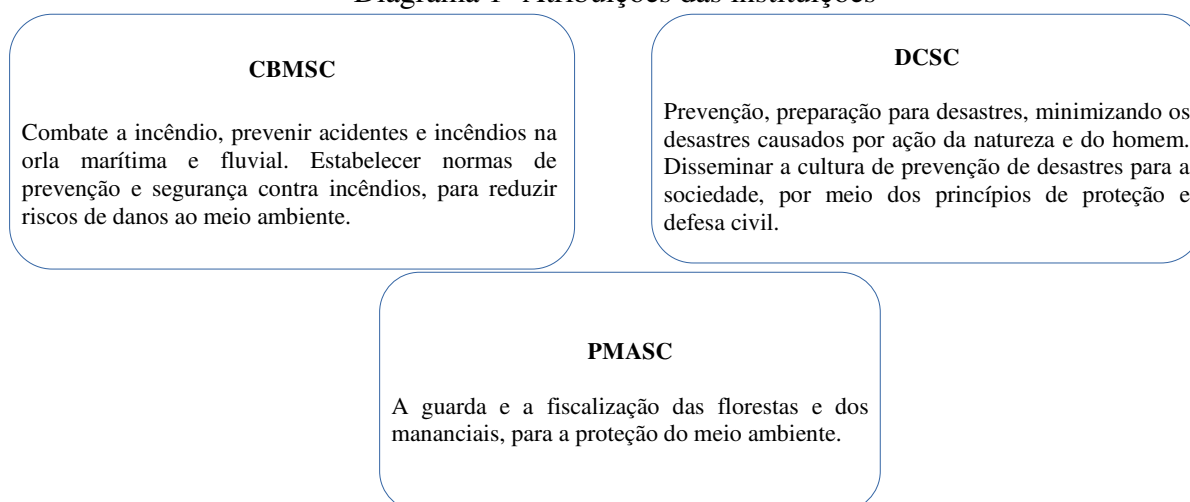 Diagrama 1- Atribuições das instituições
CBMSC
Combate a incêndio, prevenir acidentes e incêndios na
orla marítima e fluvial. Estabelecer normas de
prevenção e segurança contra incêndios, para reduzir
riscos de danos ao meio ambiente.
DCSC
Prevenção, preparação para desastres, minimizando os
desastres causados por ação da natureza e do homem.
Disseminar a cultura de prevenção de desastres para a
sociedade, por meio dos princípios de proteção e
defesa civil.
PMASC
A guarda e a fiscalização das florestas e dos
mananciais, para a proteção do meio ambiente.